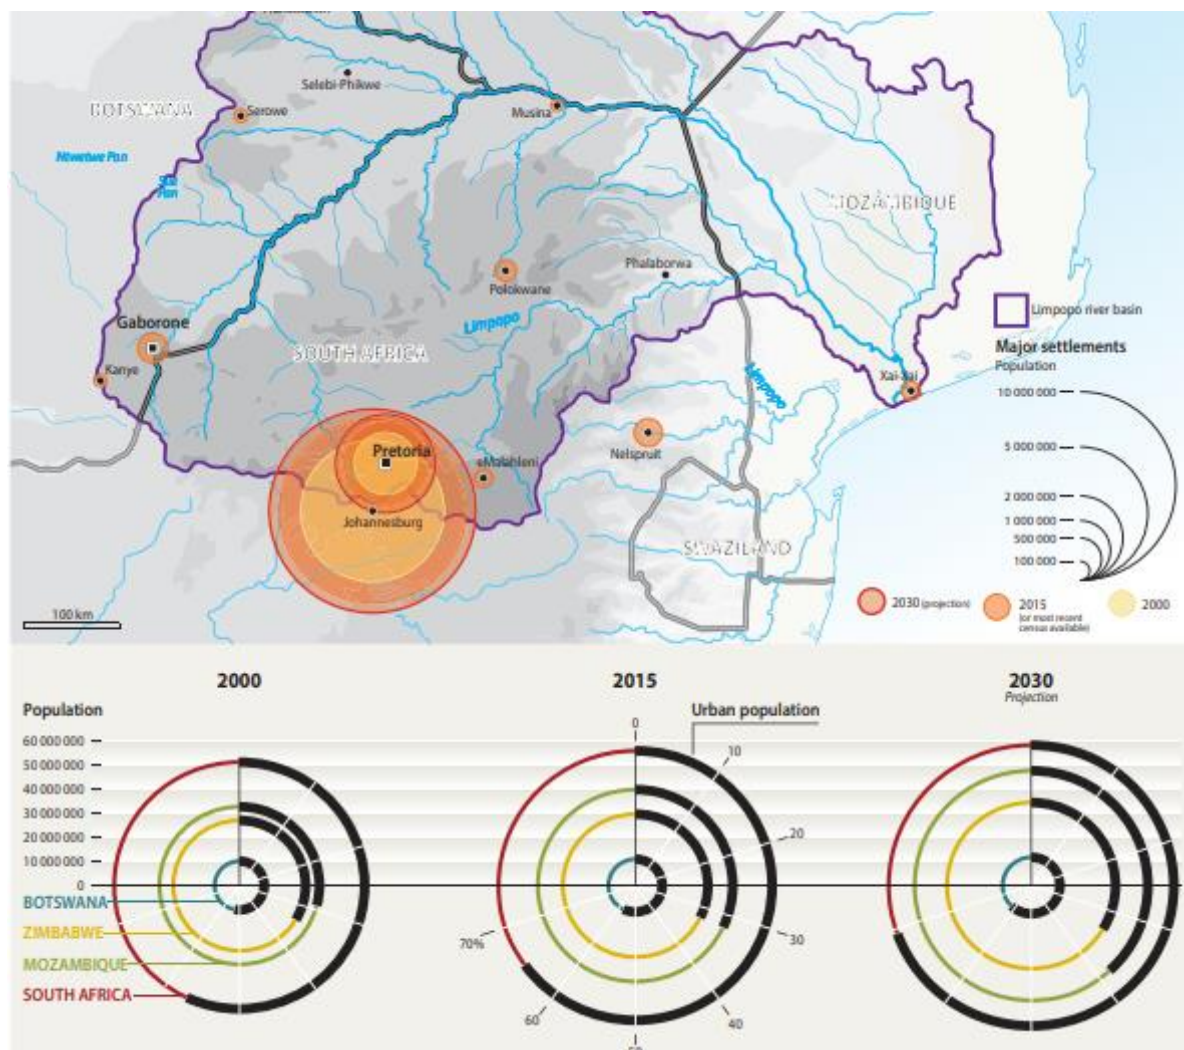 Selebi-Phikwe
BOTSWANA
Serowe
Musina
Ntwetwe Pan
Sua
Pan
MOZAMBIQUE
Phalaborwa
Polokwane
Limpopo
Gaborone
SOUTH AFRICA
Kanye
Limpopo
Xai-Xai
Pretoria
eMalahleni
Nelspruit
Johannesburg
SWAZILAND
100 km
Limpopo river basin
Major settlements
Population
10 000 000
5 000 000
2 000 000
1 000 000
500 000
100 000
2030 (projection)
2015
(or most recent
census available)
2000
2000
2015
2030
Projection
Population
Urban population
60 000 000
50 000 000
40 000 000
30 000 000
20 000 000
10 000 000
0
BOTSWANA
ZIMBABWE
MOZAMBIQUE
SOUTH AFRICA
0
10
20
30
40
60
70%